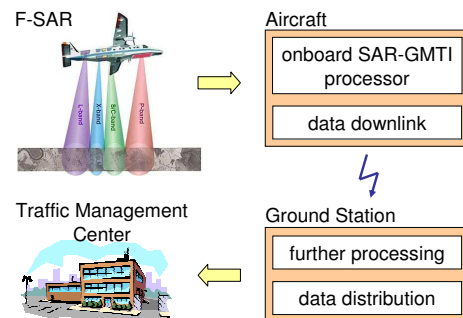 F-SAR
L-band
X-band
S/C-band
P-band
Aircraft
onboard SAR-GMTI
processor
data downlink
Traffic Management
Center
Ground Station
further processing
data distribution